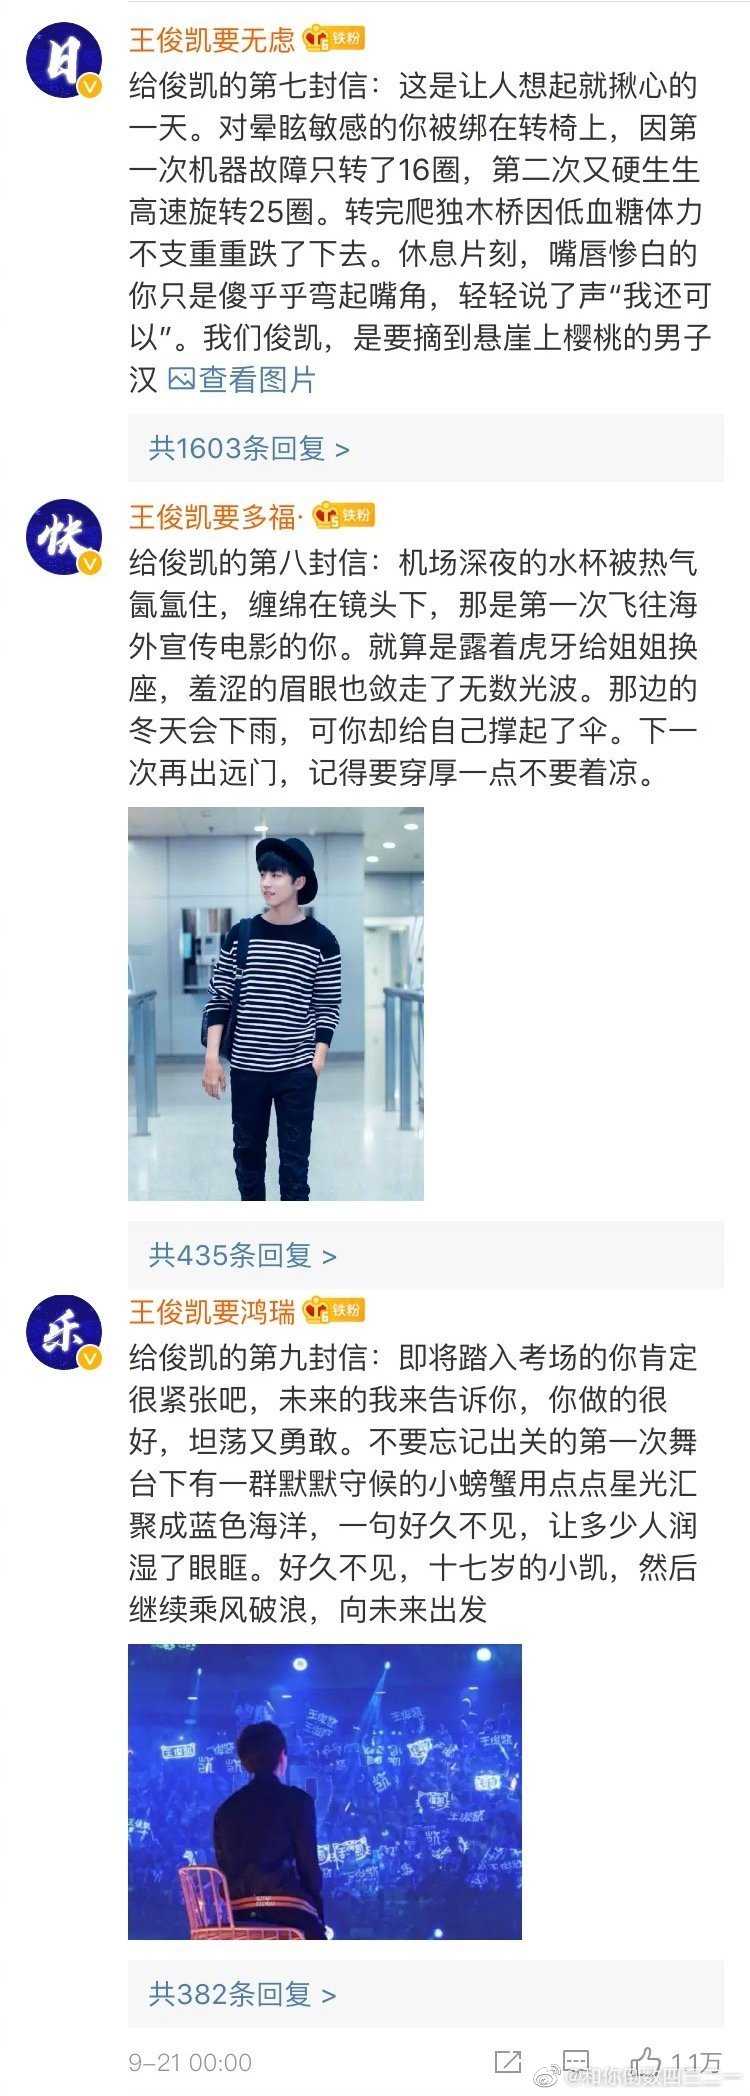 日
王俊凯要无虑
铁粉
给俊凯的第七封信：这是让人想起就揪心的
一天。对晕眩敏感的你被绑在转椅上，因第
一次机器故障只转了16圈，第二次又硬生生
高速旋转25圈。转完爬独木桥因低血糖体力
不支重重跌了下去。休息片刻，嘴唇惨白的
你只是傻乎乎弯起嘴角，轻轻说了声“我还可
以”。我们俊凯，是要摘到悬崖上樱桃的男子
汉 查看图片
共1603条回复 >
快
王俊凯要多福·
铁粉
给俊凯的第八封信：机场深夜的水杯被热气
氤氲住，缠绵在镜头下，那是第一次飞往海
外宣传电影的你。就算是露着虎牙给姐姐换
座，羞涩的眉眼也敛走了无数光波。那边的
冬天会下雨，可你却给自己撑起了伞。下一
次再出远门，记得要穿厚一点不要着凉。
共435条回复 >
乐
王俊凯要鸿瑞
铁粉
给俊凯的第九封信：即将踏入考场的你肯定
很紧张吧，未来的我来告诉你，你做的很
好，坦荡又勇敢。不要忘记出关的第一次舞
台下有一群默默守候的小螃蟹用点点星光汇
聚成蓝色海洋，一句好久不见，让多少人润
湿了眼眶。好久不见，十七岁的小凯，然后
继续乘风破浪，向未来出发
王俊凯
王俊凯
王俊凯
共382条回复 >
9-21 00:00
11万